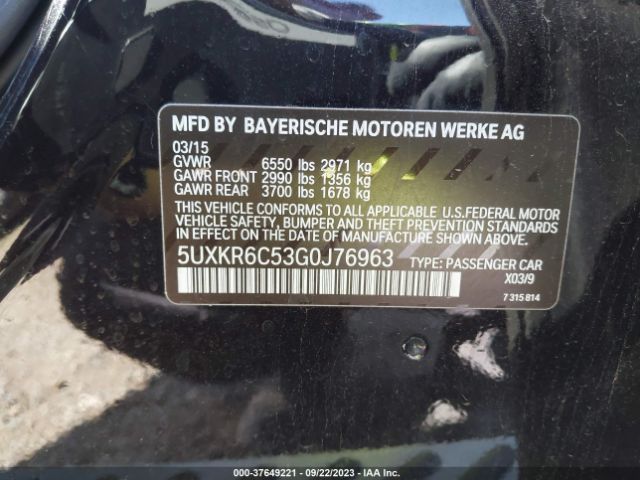 MFD BY BAYERISCHE MOTOREN WERKE AG
03/15
GVWR 6550 lbs 2971 kg
GAWR FRONT 2990 lbs 1356 kg
GAWR REAR 3700 lbs 1678 kg
THIS VEHICLE CONFORMS TO ALL APPLICABLE U.S.FEDERAL MOTOR
VEHICLE SAFETY, BUMPER AND THEFT PREVENTION STANDARDS
IN EFFECT ON THE DATE OF MANUFACTURE SHOWN ABOVE.
5UXKR6C53G0J76963 TYPE: PASSENGER CAR
X03/9
7 315 814
000-37649221 - 09/22/2023 - IAA Inc.